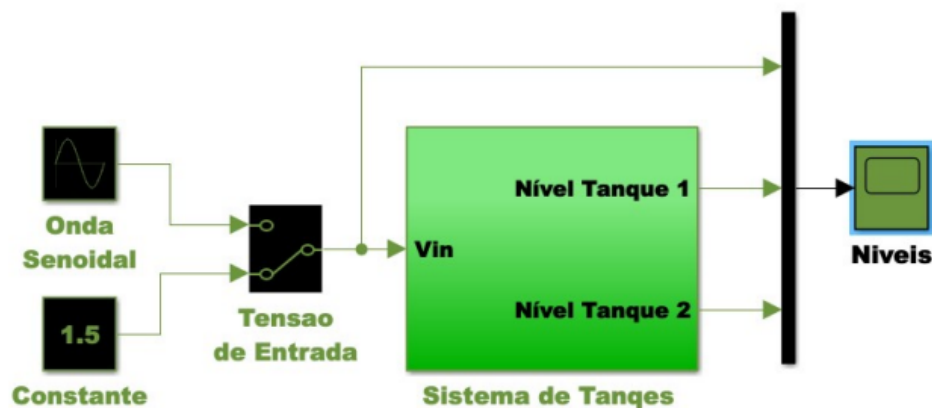 Onda
Senoidal
1.5
Constante
Tensao
de Entrada
Vin
Nível Tanque 1
Nível Tanque 2
Sistema de Tanqes
Niveis